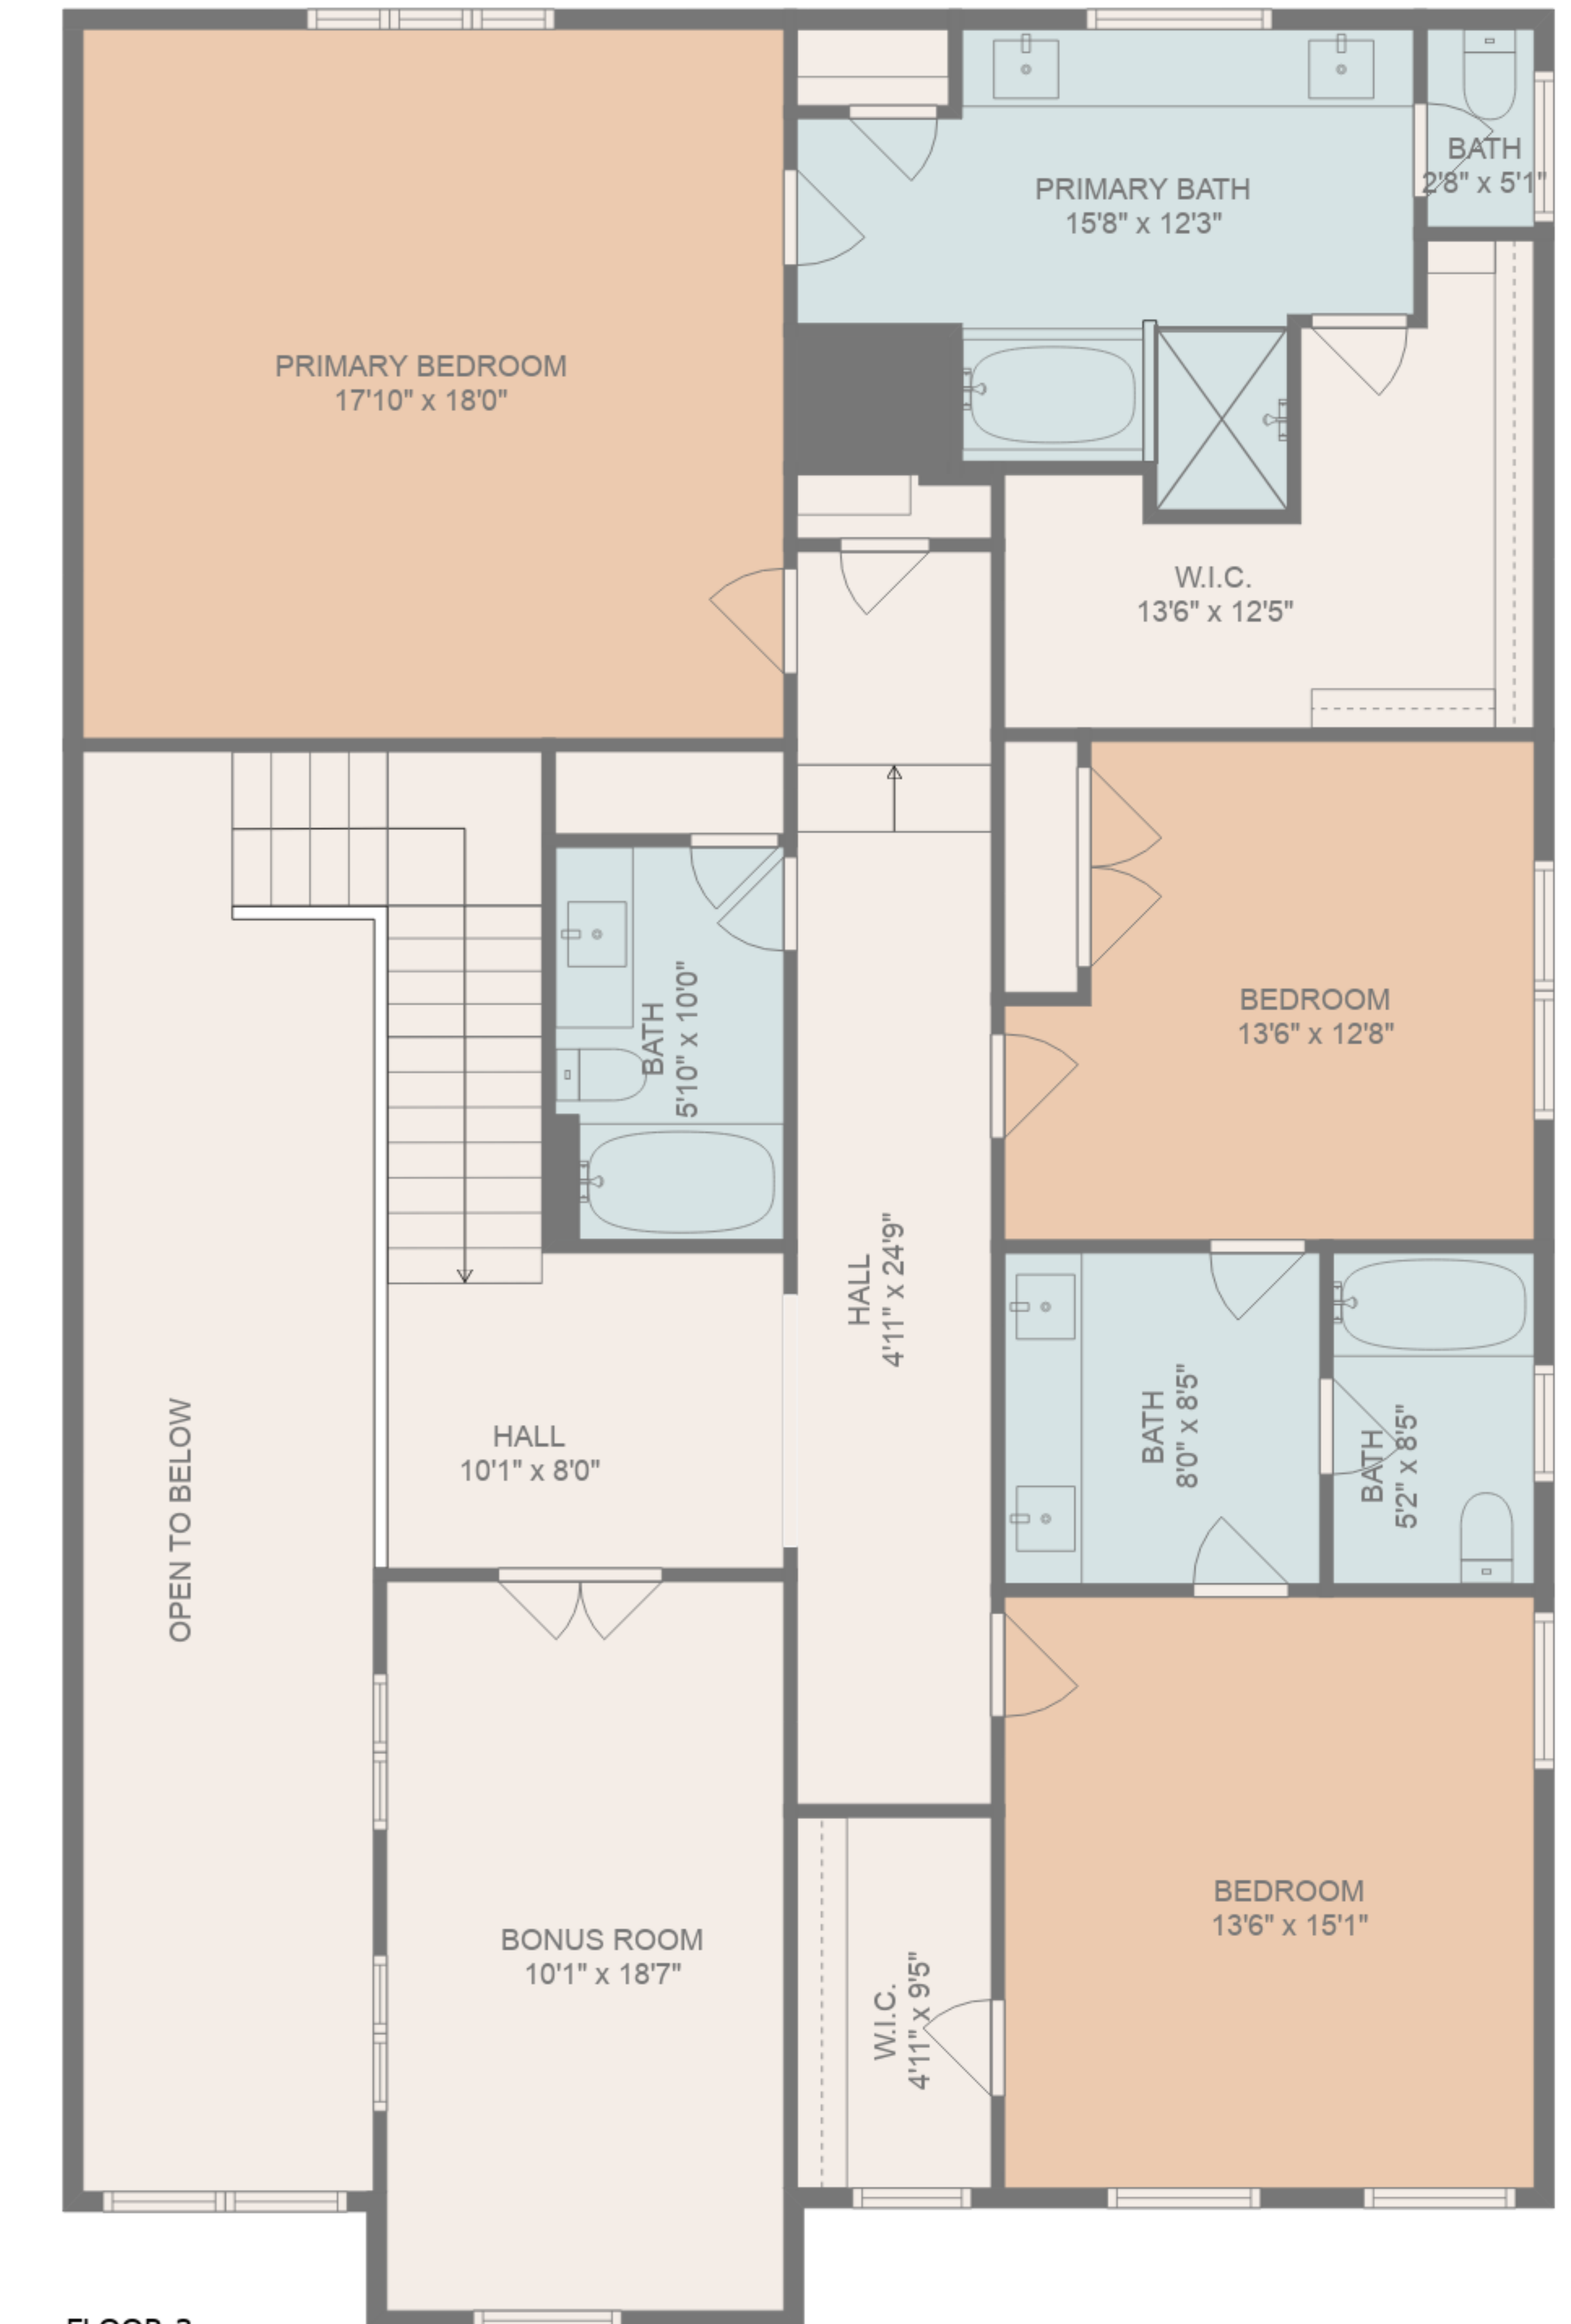 PRIMARY BEDROOM
17'10" x 18'0"
PRIMARY BATH
15'8" x 12'3"
BATH
2'8" x 5'1"
W.I.C.
13'6" x 12'5"
BEDROOM
13'6" x 12'8"
BATH
5'10" x 10'0"
HALL
4'11" x 24'9"
HALL
10'1" x 8'0"
OPEN TO BELOW
BATH
8'0" x 8'5"
BATH
5'2" x 8'5"
BONUS ROOM
10'1" x 18'7"
W.I.C.
4'11" x 9'5"
BEDROOM
13'6" x 15'1"